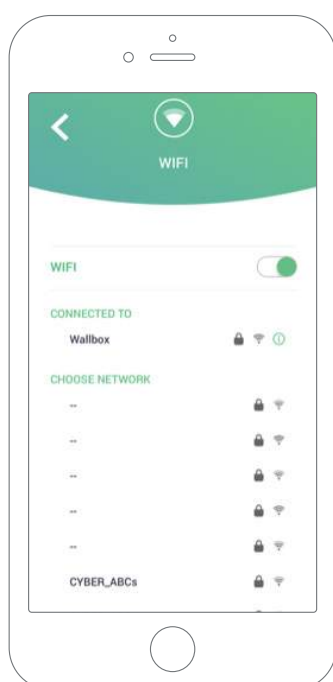 WIFI
WIFI
CONNECTED TO
Wallbox
CHOOSE NETWORK
--
--
--
--
--
CYBER_ABCs